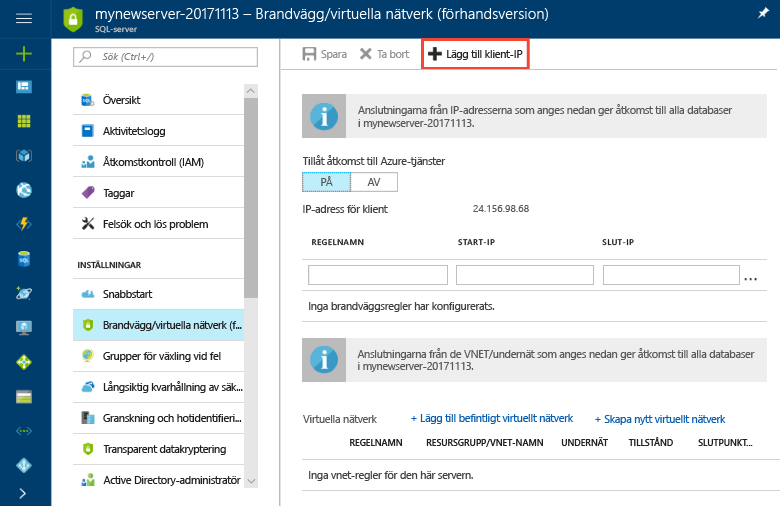 mynewserver-20171113 – Brandvägg/virtuella nätverk (förhandsversion)
SQL-server
Sök (Ctrl+/)
Översikt
Aktivitetslogg
Åtkomstkontroll (IAM)
Taggar
Felsök och lös problem
INSTÄLLNINGAR
Snabbstart
Brandvägg/virtuella nätverk (f...
Grupper för växling vid fel
Långsiktig kvarhållning av säk...
Granskning och hotidentifieri...
Transparent datakryptering
Active Directory-administratör
Spara
Ta bort
Lägg till klient-IP
Anslutningarna från IP-adresserna som anges nedan ger åtkomst till alla databaser
i mynewserver-20171113.
Tillåt åtkomst till Azure-tjänster
PÅ AV
IP-adress för klient 24.156.98.68
REGELNAMN START-IP SLUT-IP
...
Inga brandväggsregler har konfigurerats.
Anslutningarna från de VNET/undernät som anges nedan ger åtkomst till alla databaser
i mynewserver-20171113.
Virtuella nätverk + Lägg till befintligt virtuellt nätverk + Skapa nytt virtuellt nätverk
REGELNAMN RESURSGRUPP/VNET-NAMN UNDERNÄT TILLSTÅND SLUTPUNKT...
Inga vnet-regler för den här servern.